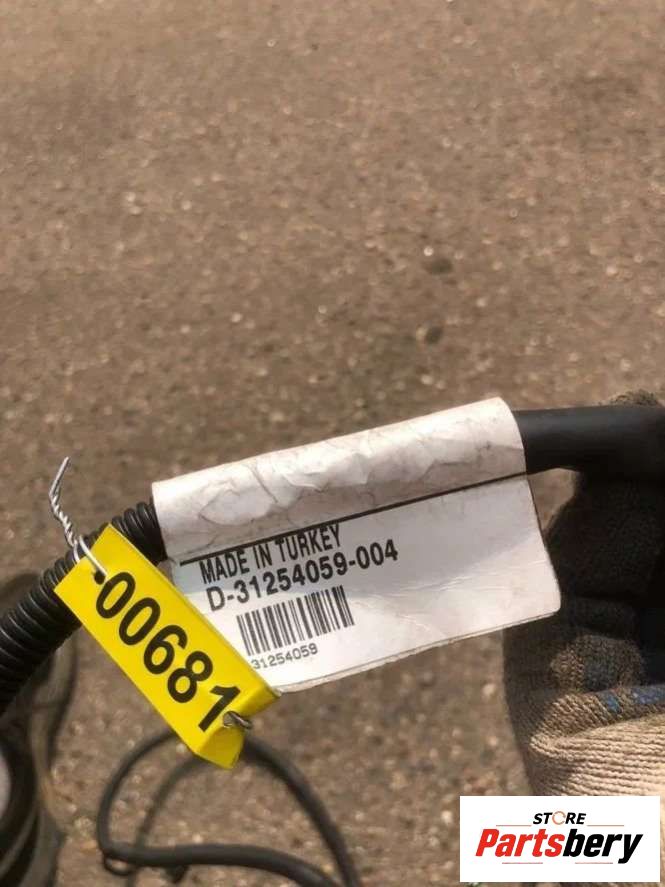 MADE IN TURKEY
D-31254059-004
31254059
00681
STORE
Partsbery